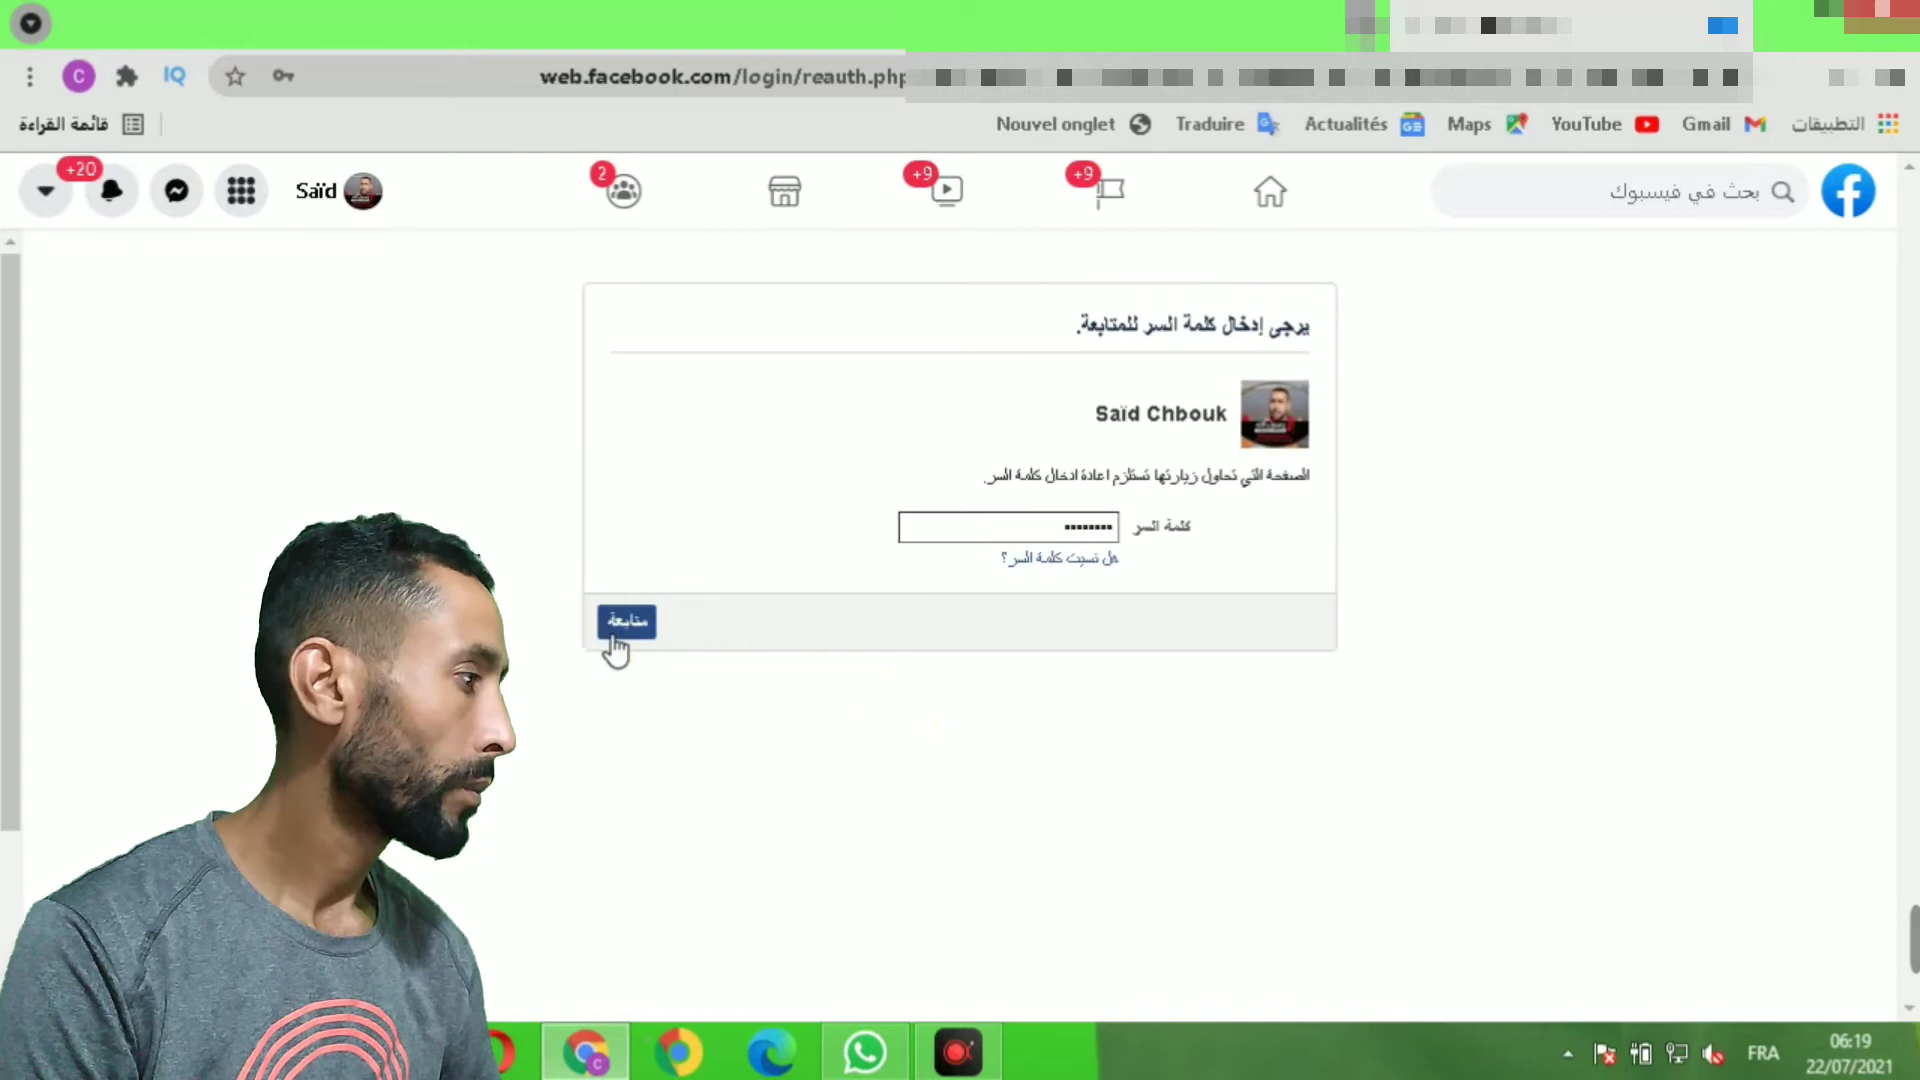 web.facebook.com/login/reauth.php
C
IQ
التطبيقات
Gmail
YouTube
Maps
Actualités
Traduire
Nouvel onglet
قائمة القراءة
بحث في فيسبوك
+9
+9
2
Saïd
+20
يرجى إدخال كلمة السر للمتابعة.
Saïd Chbouk
الصفحة التي تحاول زيارتها تستلزم اعادة ادخال كلمة السر.
كلمة السر
هل نسيت كلمة السر؟
متابعة
FRA
06:19
22/07/2021